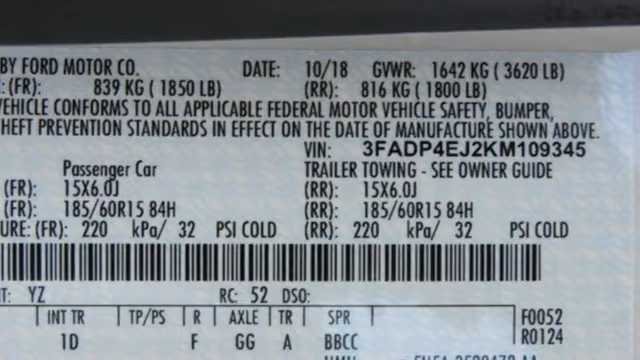 BY FORD MOTOR CO. DATE: 10/18 GVWR: 1642 KG ( 3620 LB)
(FR): 839 KG ( 1850 LB) (RR): 816 KG ( 1800 LB)
VEHICLE CONFORMS TO ALL APPLICABLE FEDERAL MOTOR VEHICLE SAFETY, BUMPER,
THEFT PREVENTION STANDARDS IN EFFECT ON THE DATE OF MANUFACTURE SHOWN ABOVE.
VIN: 3FADP4EJ2KM109345
Passenger Car TRAILER TOWING - SEE OWNER GUIDE
(FR): 15X6.0J (RR): 15X6.0J
(FR): 185/60R15 84H (RR): 185/60R15 84H
URE: (FR): 220 kPa/ 32 PSI COLD (RR): 220 kPa/ 32 PSI COLD
T: YZ RC: 52 DSO:
INT TR TP/PS R AXLE TR SPR F0052
1D F GG A BBCC R0124